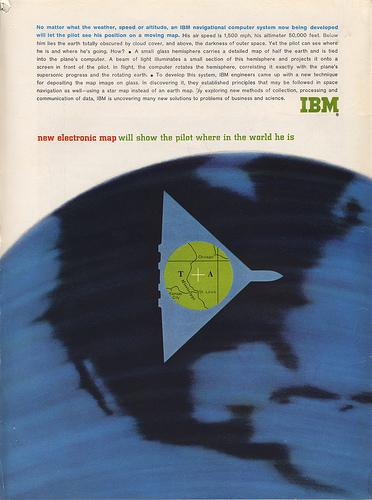 No matter what the weather, speed or altitude, an IBM navigational computer system now being developed
will let the pilot see his position on a moving map. His air speed is 1,500 mph, his altimeter 50,000 feet. Below
him lies the earth totally obscured by cloud cover, and above, the darkness of outer space. Yet the pilot can see where
he is and where he's going. How? • A small glass hemisphere carries a detailed map of half the earth and is tied
into the plane's computer. A beam of light illuminates a small section of this hemisphere and projects it onto a
screen in front of the pilot. In flight, the computer rotates the hemisphere, correlating it exactly with the plane's
supersonic progress and the rotating earth. • To develop this system, IBM engineers came up with a new technique
for depositing the map image on glass. In discovering it, they established principles that may be followed in space
navigation as well—using a star map instead of an earth map. By exploring new methods of collection, processing and
communication of data, IBM is uncovering many new solutions to problems of business and science.
IBM®
new electronic map will show the pilot where in the world he is
Chicago
T A
Kansas
City
St. Louis